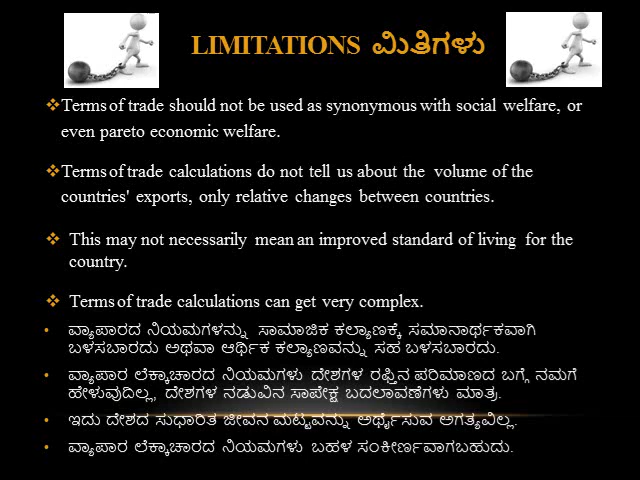 LIMITATIONS ಮಿತಿಗಳು
❖Terms of trade should not be used as synonymous with social welfare, or
even pareto economic welfare.
❖Terms of trade calculations do not tell us about the volume of the
countries' exports, only relative changes between countries.
❖ This may not necessarily mean an improved standard of living for the
country.
❖ Terms of trade calculations can get very complex.
• ವ್ಯಾಪಾರದ ನಿಯಮಗಳನ್ನು ಸಾಮಾಜಿಕ ಕಲ್ಯಾಣಕ್ಕೆ ಸಮಾನಾರ್ಥಕವಾಗಿ
ಬಳಸಬಾರದು ಅಥವಾ ಆರ್ಥಿಕ ಕಲ್ಯಾಣವನ್ನು ಸಹ ಬಳಸಬಾರದು.
• ವ್ಯಾಪಾರ ಲೆಕ್ಕಾಚಾರದ ನಿಯಮಗಳು ದೇಶಗಳ ರಫ್ತಿನ ಪರಿಮಾಣದ ಬಗ್ಗೆ ನಮಗೆ
ಹೇಳುವುದಿಲ್ಲ, ದೇಶಗಳ ನಡುವಿನ ಸಾಪೇಕ್ಷ ಬದಲಾವಣೆಗಳು ಮಾತ್ರ.
• ಇದು ದೇಶದ ಸುಧಾರಿತ ಜೀವನ ಮಟ್ಟವನ್ನು ಅರ್ಥೈಸುವ ಅಗತ್ಯವಿಲ್ಲ.
• ವ್ಯಾಪಾರ ಲೆಕ್ಕಾಚಾರದ ನಿಯಮಗಳು ಬಹಳ ಸಂಕೀರ್ಣವಾಗಬಹುದು.